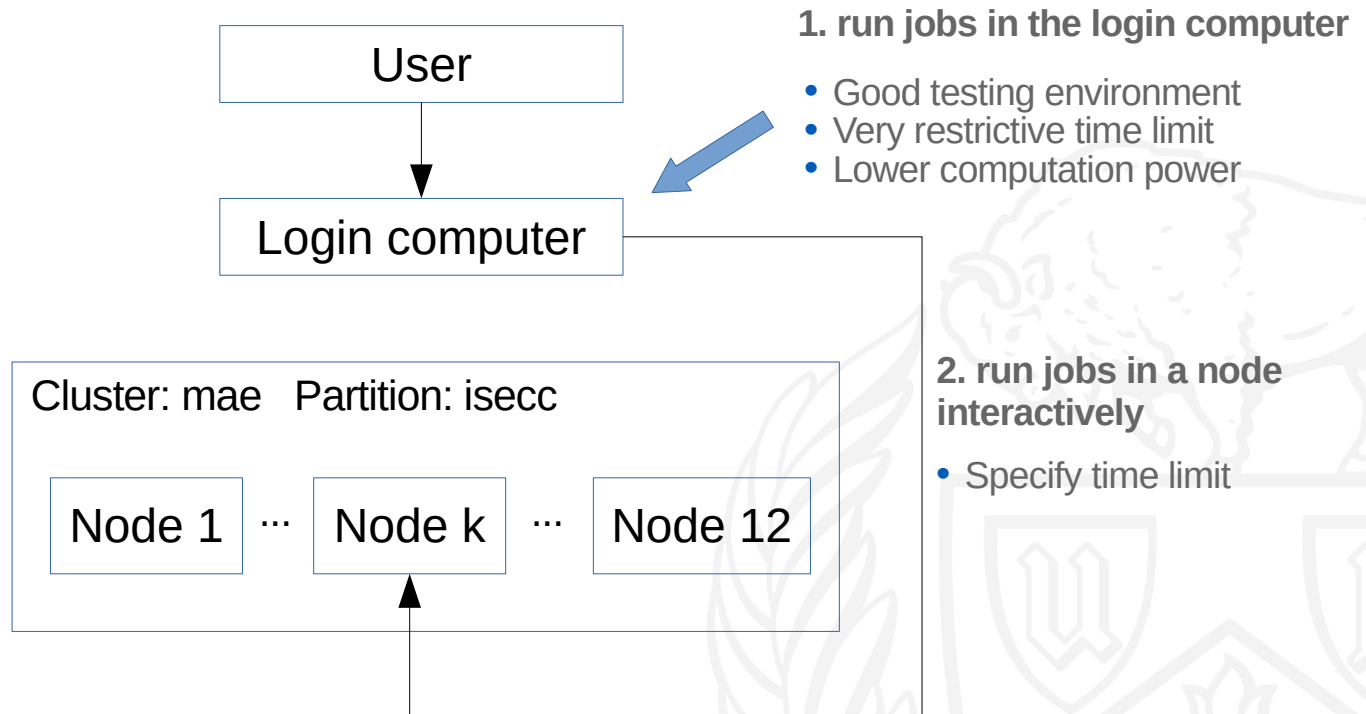 User
Login computer
1. run jobs in the login computer
• Good testing environment
• Very restrictive time limit
• Lower computation power
Cluster: mae Partition: isecc
Node 1 ... Node k ... Node 12
2. run jobs in a node
interactively
• Specify time limit